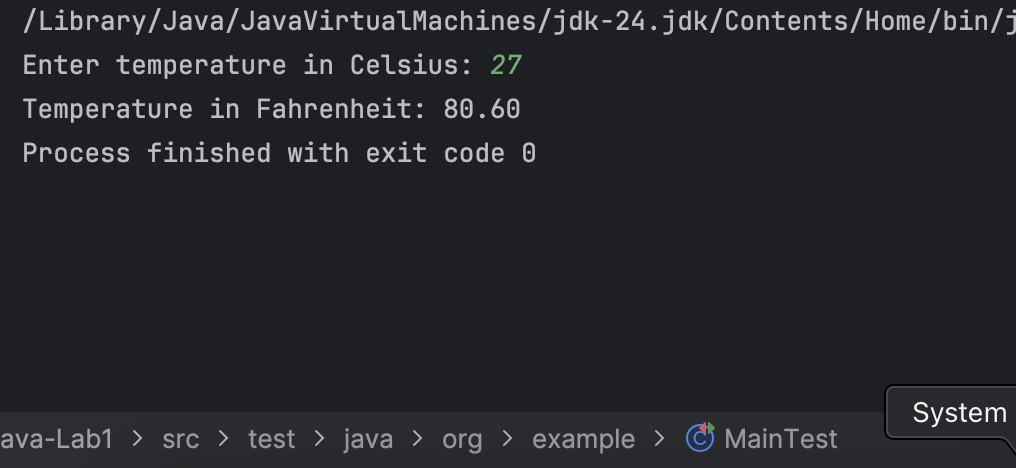 /Library/Java/JavaVirtualMachines/jdk-24.jdk/Contents/Home/bin/j
Enter temperature in Celsius: 27
Temperature in Fahrenheit: 80.60
Process finished with exit code 0
System
ava-Lab1 > src > test > java > org > example > MainTest